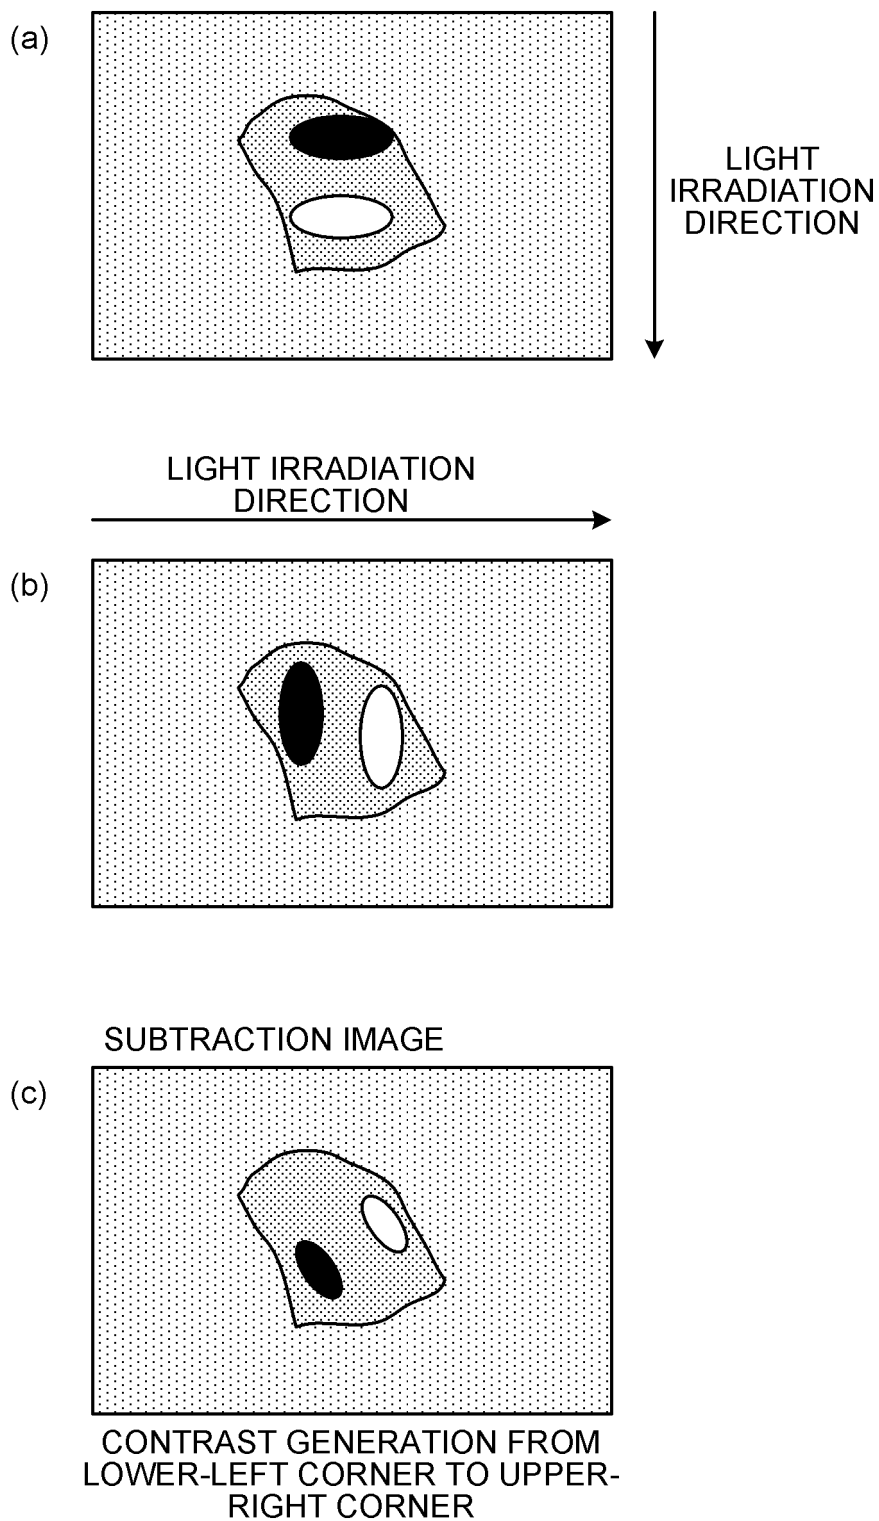 (a)
LIGHT
IRRADIATION
DIRECTION
LIGHT IRRADIATION
DIRECTION
(b)
SUBTRACTION IMAGE
(c)
CONTRAST GENERATION FROM
LOWER-LEFT CORNER TO UPPER-
RIGHT CORNER